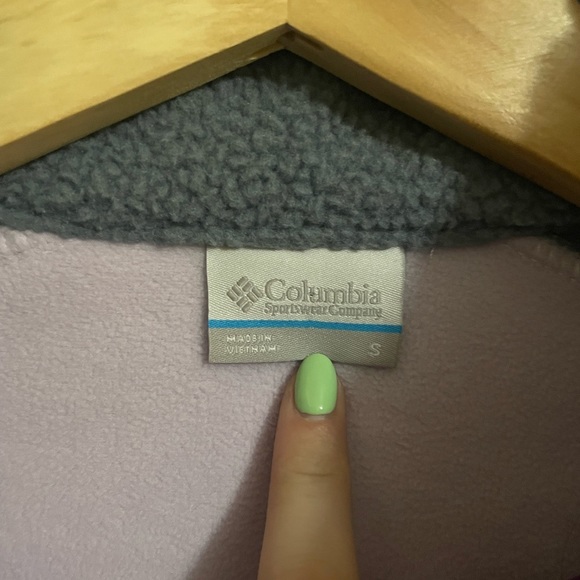 Columbia
Sportswear Company
MADE IN
VIETNAM
S